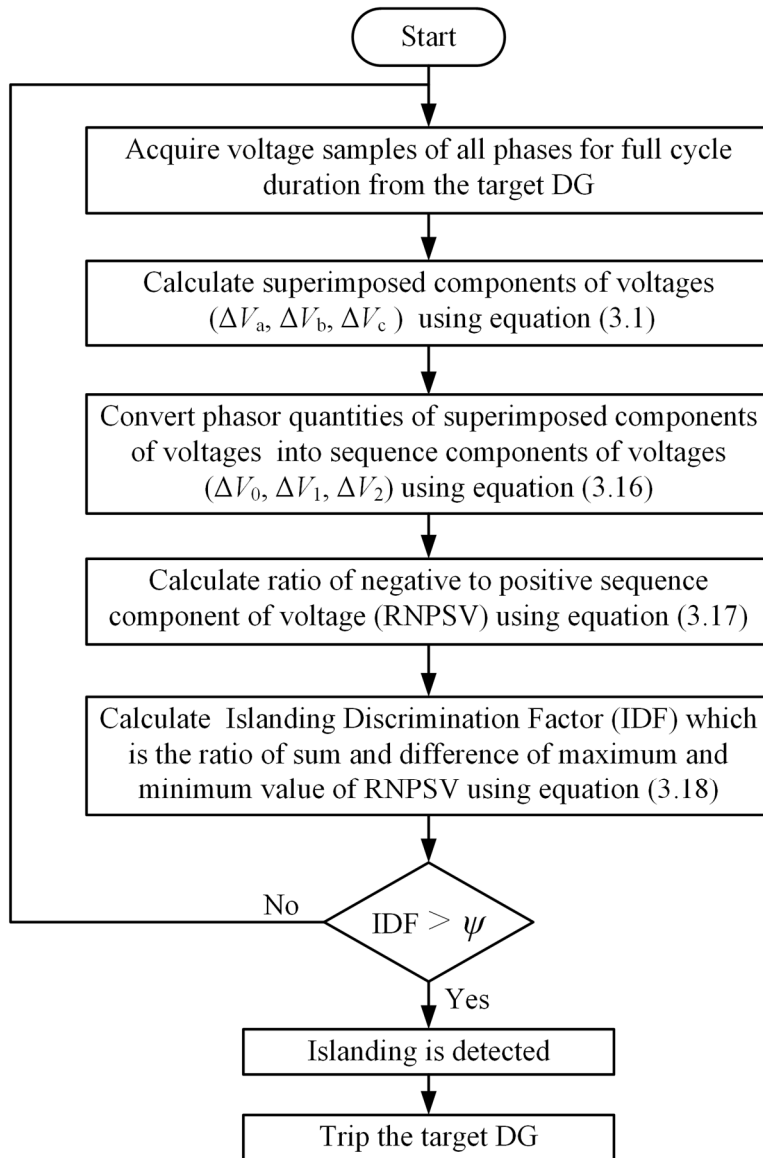 Start
Acquire voltage samples of all phases for full cycle
duration from the target DG
Calculate superimposed components of voltages
(ΔVa, ΔVb, ΔVc ) using equation (3.1)
Convert phasor quantities of superimposed components
of voltages into sequence components of voltages
(ΔV0, ΔV1, ΔV2) using equation (3.16)
Calculate ratio of negative to positive sequence
component of voltage (RNPSV) using equation (3.17)
Calculate Islanding Discrimination Factor (IDF) which
is the ratio of sum and difference of maximum and
minimum value of RNPSV using equation (3.18)
No
IDF > ψ
Yes
Islanding is detected
Trip the target DG